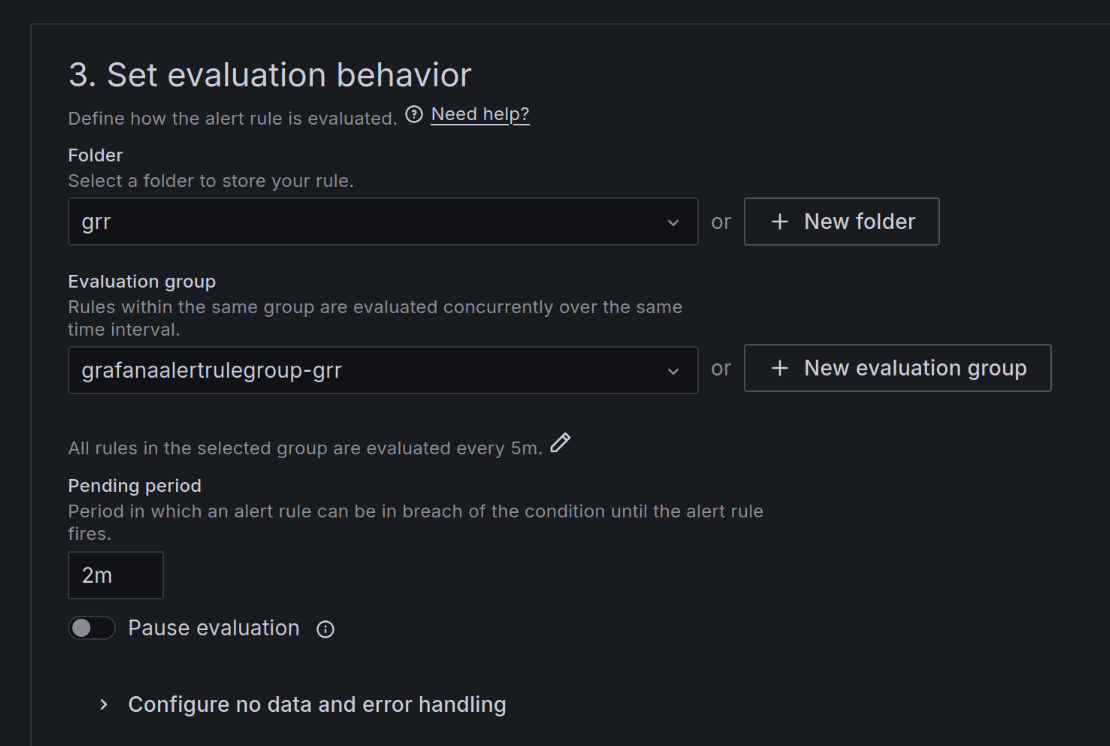 3. Set evaluation behavior
Define how the alert rule is evaluated. Need help?
Folder
Select a folder to store your rule.
grr or + New folder
Evaluation group
Rules within the same group are evaluated concurrently over the same
time interval.
grafanaalertrulegroup-grr or + New evaluation group
All rules in the selected group are evaluated every 5m.
Pending period
Period in which an alert rule can be in breach of the condition until the alert rule
fires.
2m
Pause evaluation
Configure no data and error handling